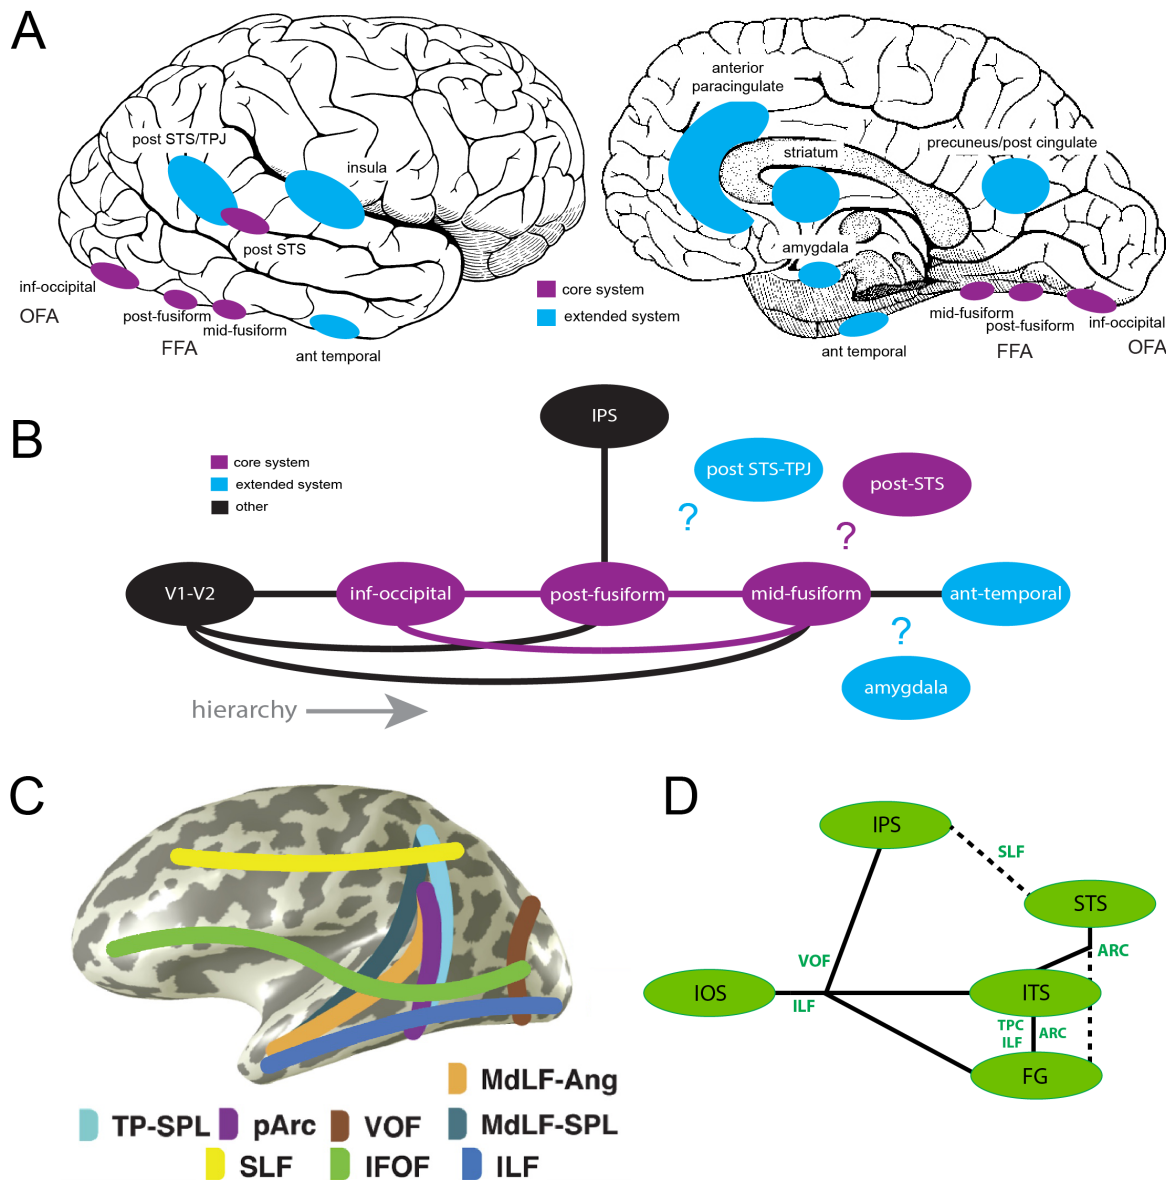 A
post STS/TPJ
insula
post STS
inf-occipital
OFA
post-fusiform
mid-fusiform
FFA
ant temporal
anterior
paracingulate
striatum
precuneus/post cingulate
amygdala
core system
extended system
mid-fusiform
post-fusiform
inf-occipital
ant temporal
FFA
OFA
B
core system
extended system
other
IPS
post STS-TPJ
post-STS
?
?
V1-V2
inf-occipital
post-fusiform
mid-fusiform
ant-temporal
?
amygdala
hierarchy
C
MdLF-Ang
TP-SPL
pArc
VOF
MdLF-SPL
SLF
IFOF
ILF
D
IPS
SLF
STS
ARC
VOF
IOS
ILF
ITS
TPC
ILF
ARC
FG